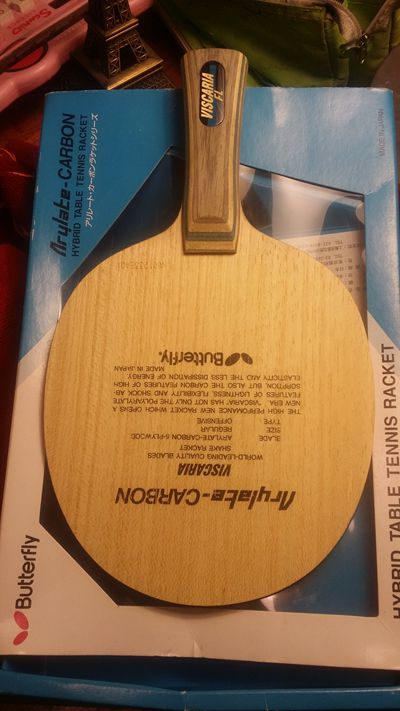 VISCARIA
FL
Arylate-CARBON
HYBRID TABLE TENNIS RACKET
アリレート・カーボンラケットシリーズ
MADE IN JAPAN
Arylate-CARBON
VISCARIA
SHAKE RACKET
WORLD-LEADING QUALITY BLADES
BLADE ARYLATE-CARBON 5-PLYWOOD
SIZE REGULAR
TYPE OFFENSIVE
THE HIGH PERFOMANCE NEW RACKET WHICH OPENS A
NEW ERA "VISCARIA" HAS NOT ONLY THE POLYARYLATE
FEATURES OF LIGHTNESS, FLEXIBILITY AND SHOCK AB-
SORPTION, BUT ALSO THE CARBON FEATURES OF HIGH
ELASTICITY AND THE LESS DISSIPATION OF ENERGY.
MADE IN JAPAN
Butterfly.
HYBRID TABLE TENNIS RACKET
Butterfly